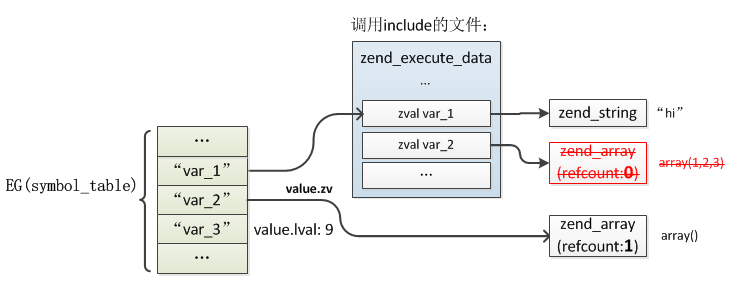 调用include的文件:
zend_execute_data
...
zval var_1
zval var_2
...
zend_string
“hi”
zend_array
(refcount:0)
array(1,2,3)
EG(symbol_table)
...
“var_1”
“var_2”
“var_3”
...
value.zv
value.lval: 9
zend_array
(refcount:1)
array()